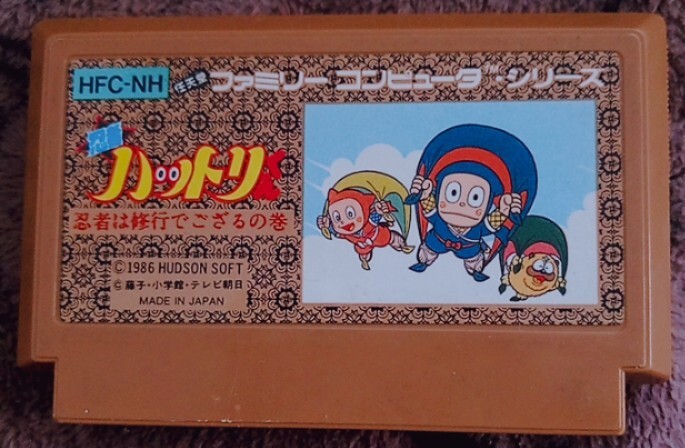 HFC-NH
任天堂 ファミリーコンピュータ™シリーズ
忍者
ハットリくん
忍者は修行でござるの巻
©1986 HUDSON SOFT
©藤子・小学館・テレビ朝日
MADE IN JAPAN